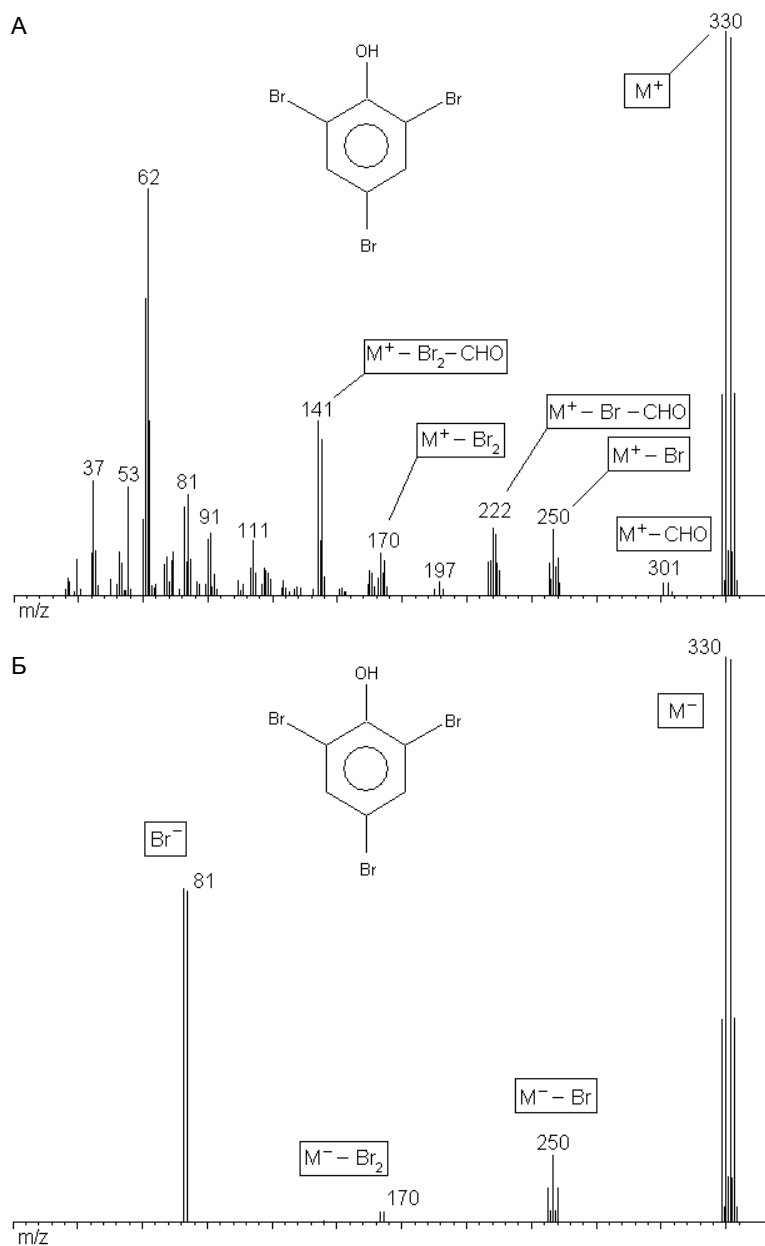 А
330
OH
Br
Br
M⁺
62
Br
M⁺ – Br₂ – CHO
141
M⁺ – Br – CHO
M⁺ – Br₂
M⁺ – Br
37
53
81
222
250
M⁺ – CHO
91
111
170
197
301
m/z
Б
330
OH
Br
Br
M⁻
Br⁻
Br
81
M⁻ – Br
M⁻ – Br₂
250
170
m/z